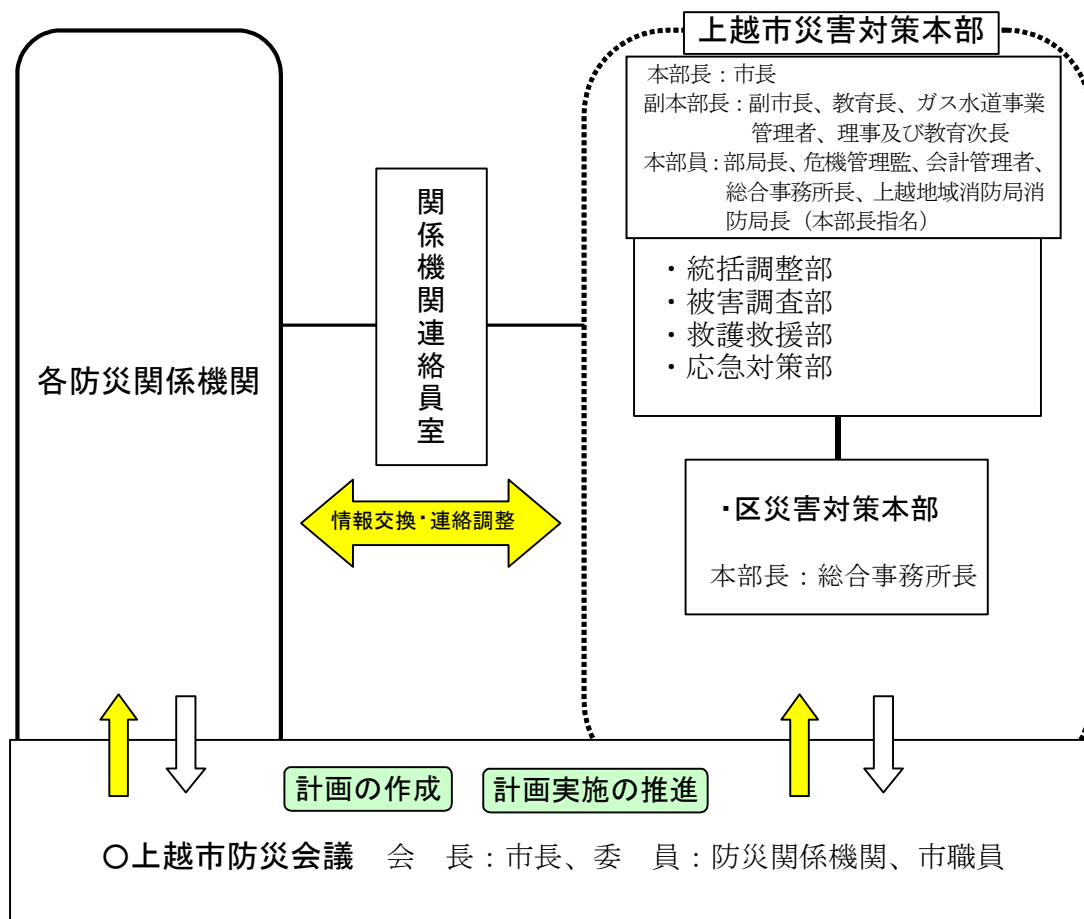 上越市災害対策本部
本部長：市長
副本部長：副市長、教育長、ガス水道事業
管理者、理事及び教育次長
本部員：部局長、危機管理監、会計管理者、
総合事務所長、上越地域消防局消
防局長（本部長指名）
・統括調整部
・被害調査部
・救護救援部
・応急対策部
関係機関連絡員室
各防災関係機関
情報交換・連絡調整
・区災害対策本部
本部長：総合事務所長
計画の作成 計画実施の推進
○上越市防災会議 会 長：市長、委 員：防災関係機関、市職員